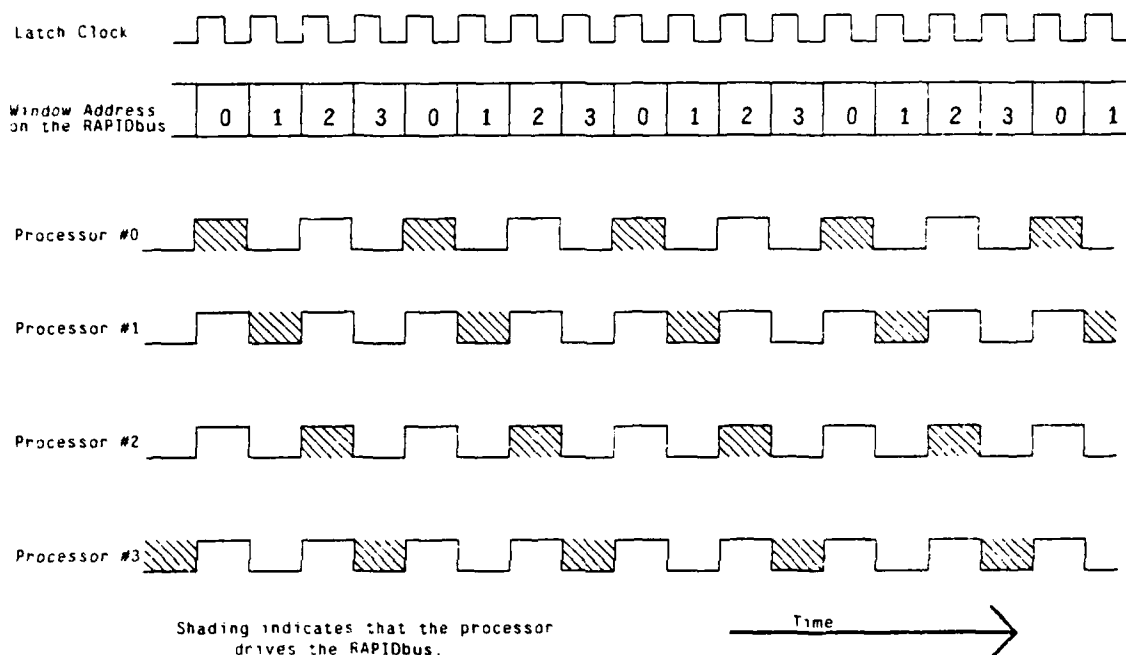 Latch Clock
Window Address
on the RAPIDbus
0 1 2 3 0 1 2 3 0 1 2 3 0 1 2 3 0 1
Processor #0
Processor #1
Processor #2
Processor #3
Shading indicates that the processor
drives the RAPIDbus.
Time